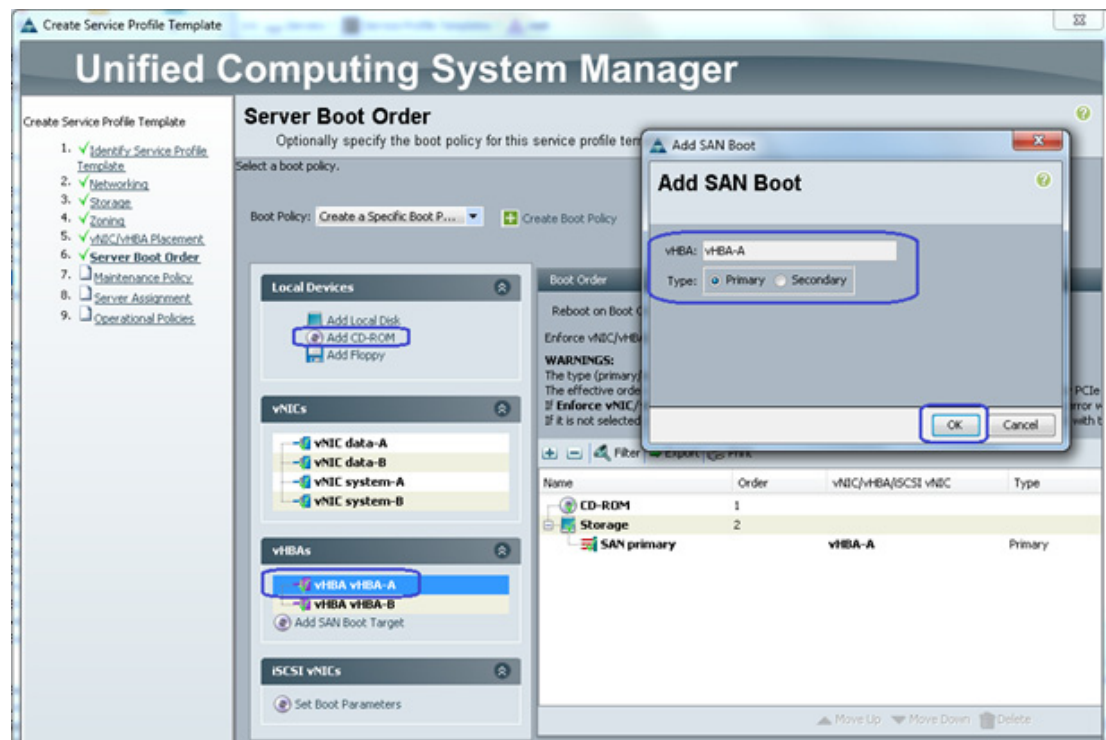 Create Service Profile Template
Unified Computing System Manager
Create Service Profile Template
1. √Identify Service Profile
Template
2. √Networking
3. √Storage
4. √Zoning
5. √vNIC/vHBA Placement
6. √Server Boot Order
7. Maintenance Policy
8. Server Assignment
9. Operational Policies
Server Boot Order
Optionally specify the boot policy for this service profile tem
Select a boot policy.
Boot Policy: Create a Specific Boot P...
Create Boot Policy
Local Devices
Add Local Disk
Add CD-ROM
Add Floppy
vNICs
vNIC data-A
vNIC data-B
vNIC system-A
vNIC system-B
vHBAs
vHBA vHBA-A
vHBA vHBA-B
Add SAN Boot Target
iSCSI vNICs
Set Boot Parameters
Add SAN Boot
Add SAN Boot
vHBA: vHBA-A
Type: Primary Secondary
OK Cancel
Boot Order
Reboot on Boot
Enforce vNIC/vHB
WARNINGS:
The type (primary/
The effective orde
PCIe
If Enforce vNIC/
error w
If it is not selected
with t
Filter Export Print
Name Order vNIC/vHBA/iSCSI vNIC Type
CD-ROM 1
Storage 2
SAN primary vHBA-A Primary
Move Up Move Down Delete